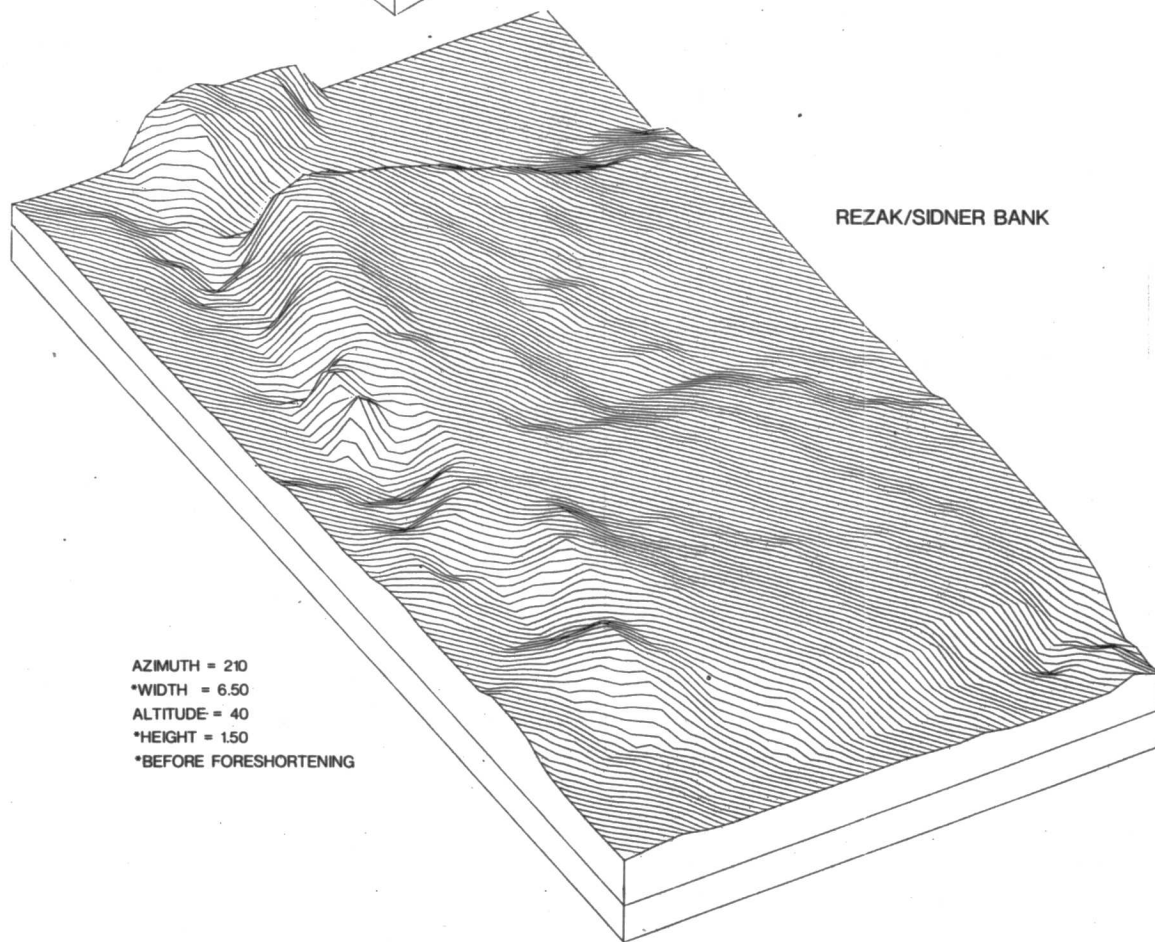 REZAK/SIDNER BANK
AZIMUTH = 210
*WIDTH = 6.50
ALTITUDE = 40
*HEIGHT = 1.50
*BEFORE FORESHORTENING